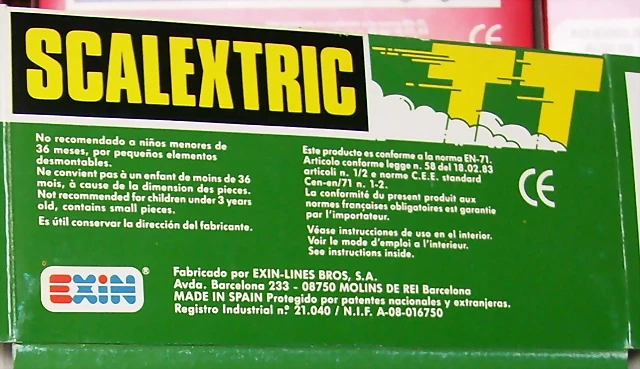 SCALEXTRIC TT
No recomendado a niños menores de
36 meses, por pequeños elementos
desmontables.
Ne convient pas à un enfant de moins de 36
mois, à cause de la dimension des pieces.
Not recommended for children under 3 years
old, contains small pieces.
Es útil conservar la dirección del fabricante.
Este producto es conforme a la norma EN-71.
Articolo conforme legge n. 58 del 18.02.83
articoli n. 1/2 e norme C.E.E. standard
Cen-en/71 n. 1-2.
La conformité du present produit aux
normes françaises obligatoires est garantie
par l'importateur.
Véase instrucciones de uso en el interior.
Voir le mode d'emploi a l'interieur.
See instructions inside.
CE
EXIN®
Fabricado por EXIN-LINES BROS, S.A.
Avda. Barcelona 233 - 08750 MOLINS DE REI Barcelona
MADE IN SPAIN Protegido por patentes nacionales y extranjeras.
Registro Industrial n.º 21.040 / N.I.F. A-08-016750
CE